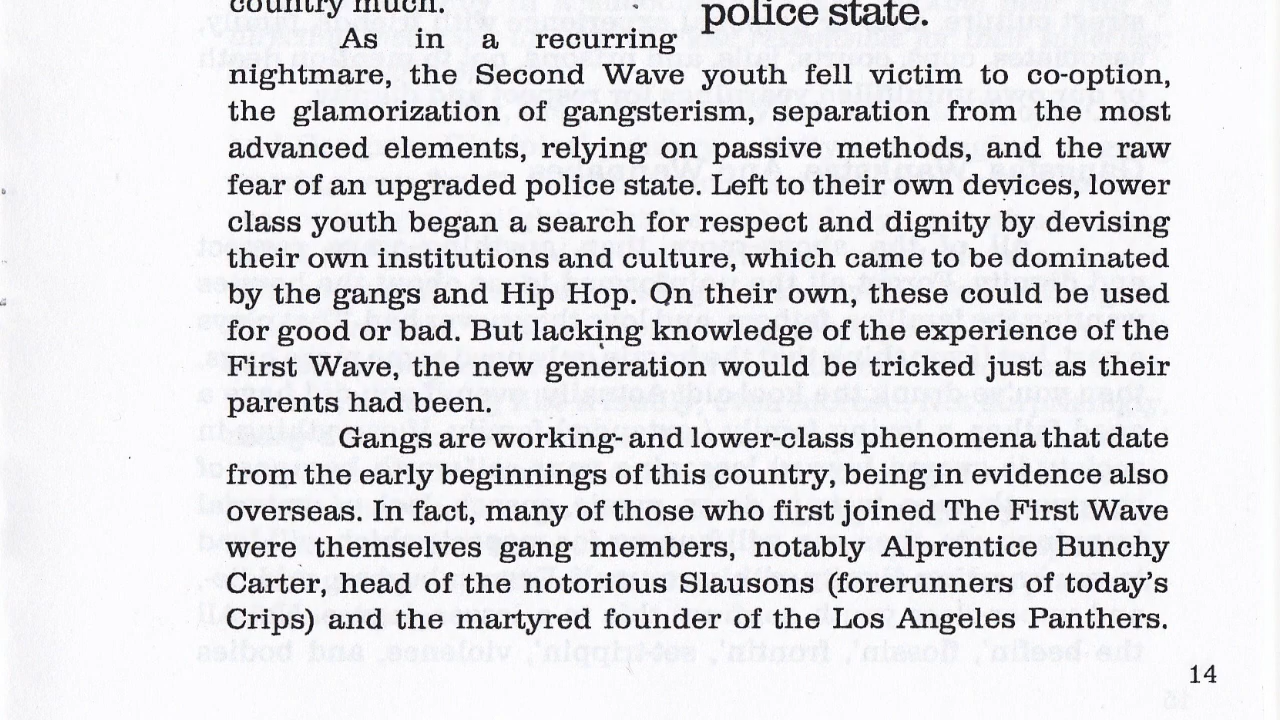 country much.
police state.
As in a recurring
nightmare, the Second Wave youth fell victim to co-option,
the glamorization of gangsterism, separation from the most
advanced elements, relying on passive methods, and the raw
fear of an upgraded police state. Left to their own devices, lower
class youth began a search for respect and dignity by devising
their own institutions and culture, which came to be dominated
by the gangs and Hip Hop. On their own, these could be used
for good or bad. But lacking knowledge of the experience of the
First Wave, the new generation would be tricked just as their
parents had been.
Gangs are working- and lower-class phenomena that date
from the early beginnings of this country, being in evidence also
overseas. In fact, many of those who first joined The First Wave
were themselves gang members, notably Alprentice Bunchy
Carter, head of the notorious Slausons (forerunners of today's
Crips) and the martyred founder of the Los Angeles Panthers.
14